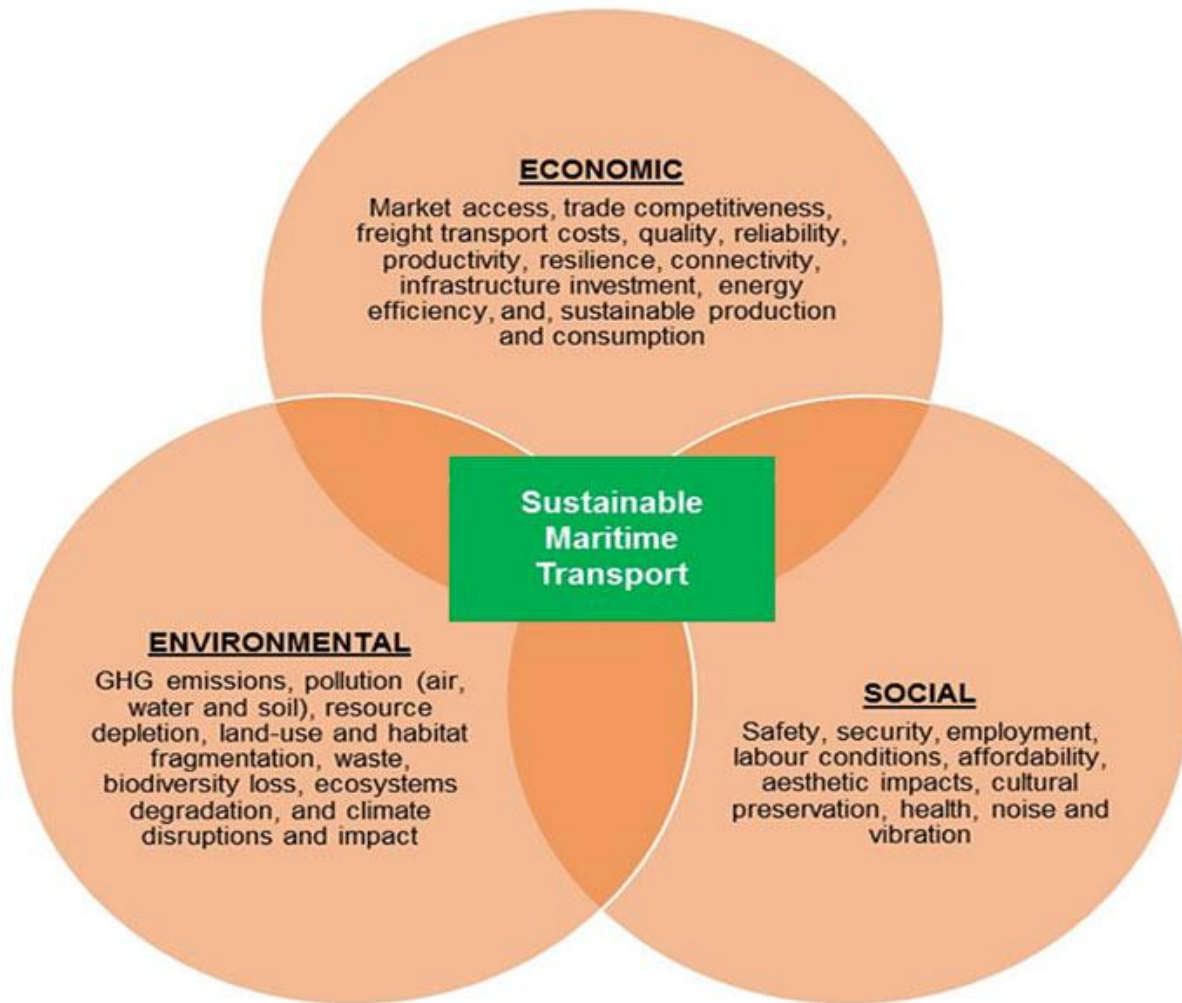 ECONOMIC
Market access, trade competitiveness,
freight transport costs, quality, reliability,
productivity, resilience, connectivity,
infrastructure investment, energy
efficiency, and, sustainable production
and consumption
Sustainable
Maritime
Transport
ENVIRONMENTAL
GHG emissions, pollution (air,
water and soil), resource
depletion, land-use and habitat
fragmentation, waste,
biodiversity loss, ecosystems
degradation, and climate
disruptions and impact
SOCIAL
Safety, security, employment,
labour conditions, affordability,
aesthetic impacts, cultural
preservation, health, noise and
vibration